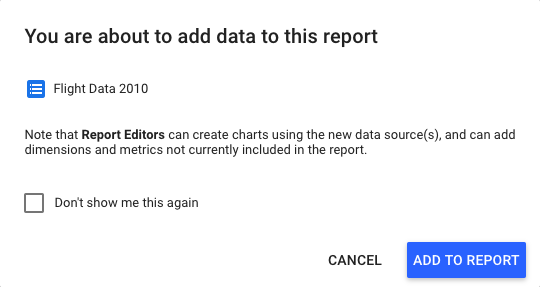 You are about to add data to this report
Flight Data 2010
Note that Report Editors can create charts using the new data source(s), and can add
dimensions and metrics not currently included in the report.
Don't show me this again
CANCEL
ADD TO REPORT